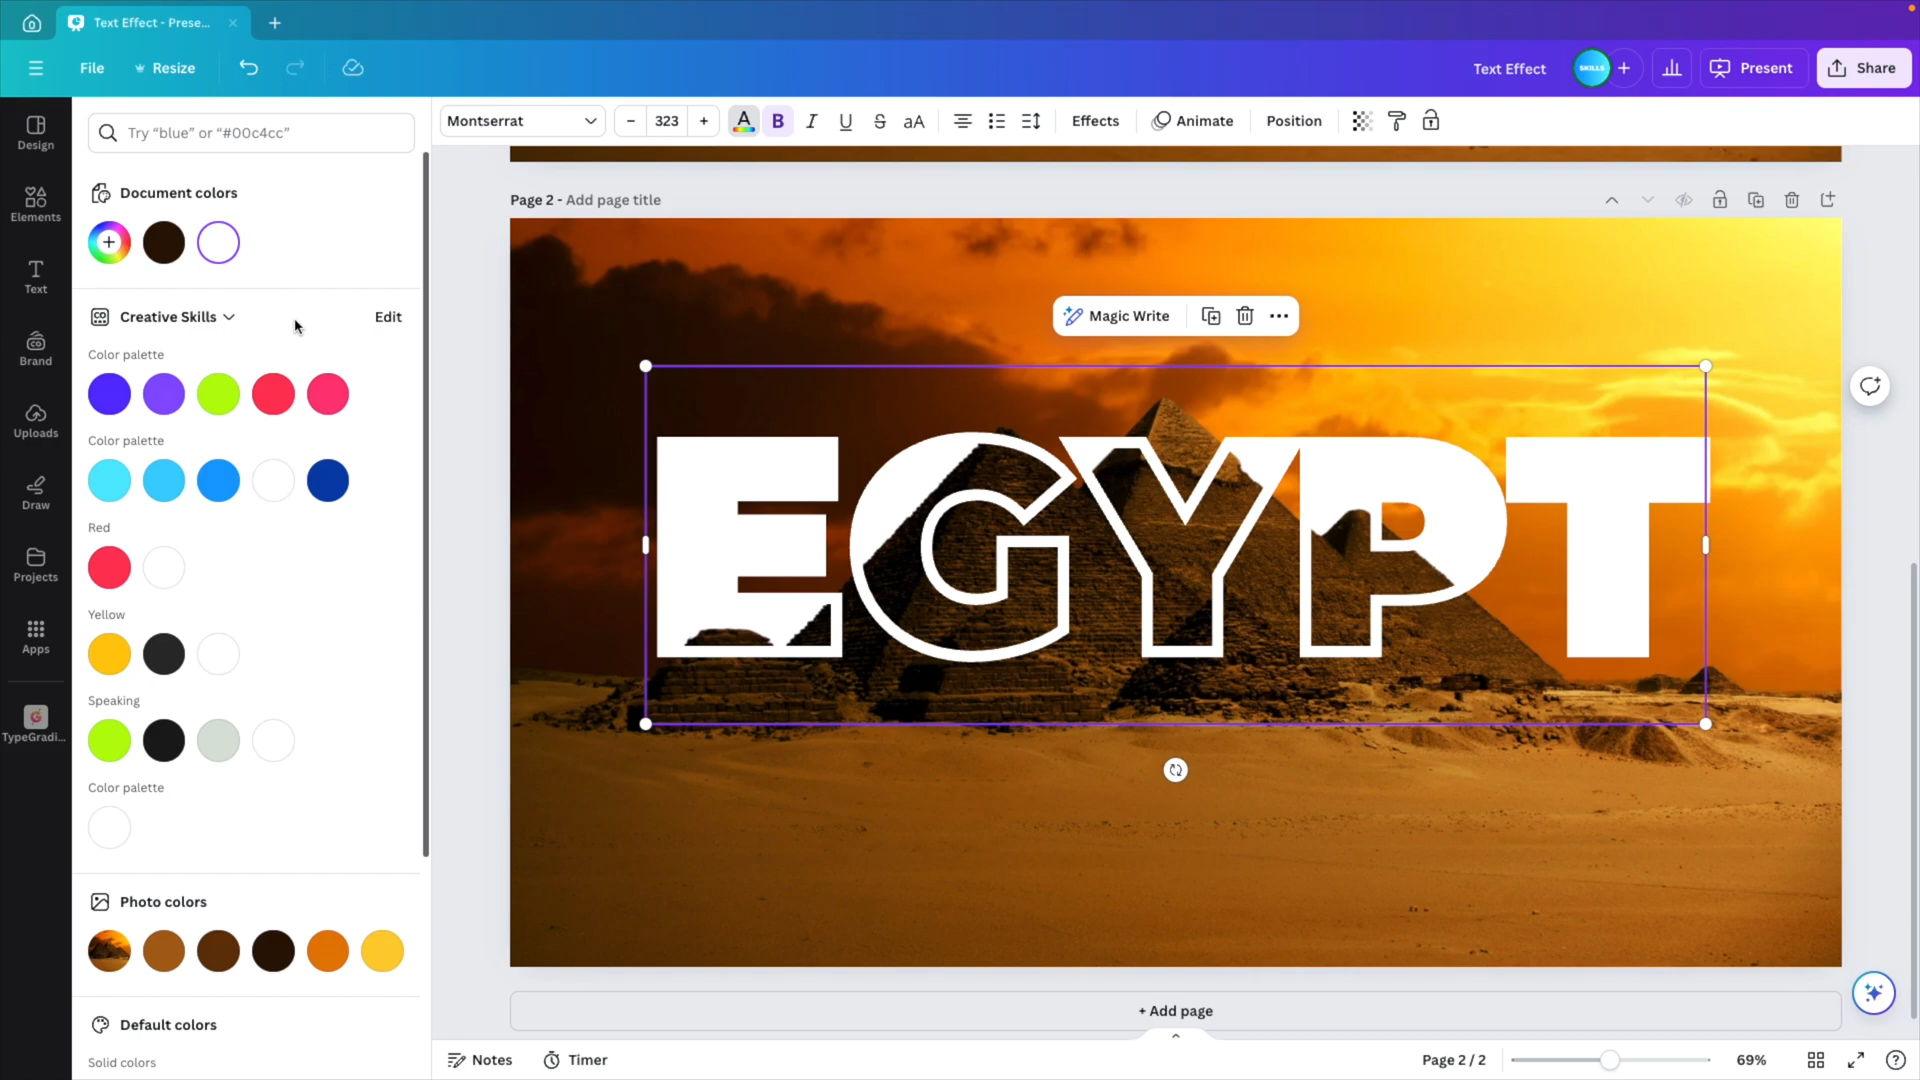 Text Effect - Prese...
File
Resize
Text Effect
SKILLS
Present
Share
Design
Elements
Text
Brand
Uploads
Draw
Projects
Apps
TypeGradi...
Try “blue” or “#00c4cc”
Document colors
CO
Creative Skills
Edit
Color palette
Color palette
Red
Yellow
Speaking
Color palette
Photo colors
Default colors
Solid colors
Montserrat
– 323 +
A B I U S aA
Effects
Animate
Position
Page 2 - Add page title
Magic Write
EGYPT
+ Add page
Notes
Timer
Page 2 / 2
69%